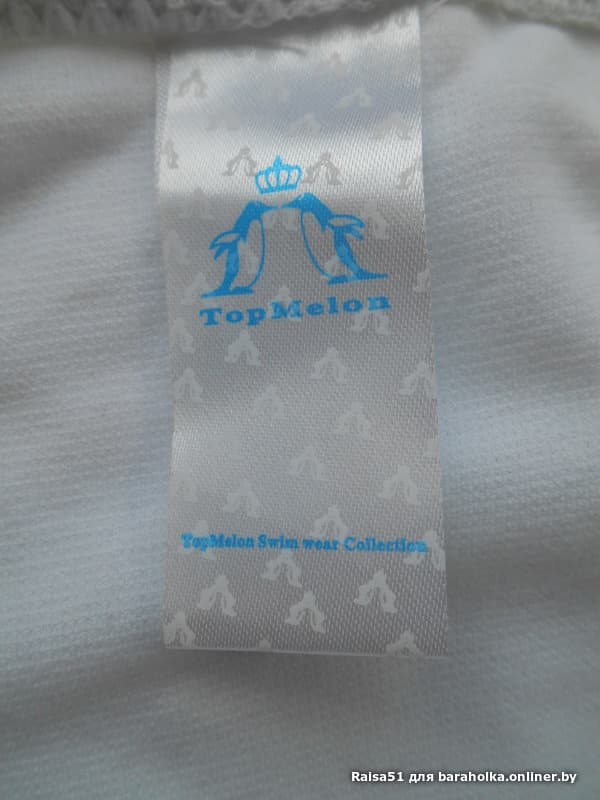 TopMelon
TopMelon Swim wear Collection
Raisa51 для baraholka.onliner.by